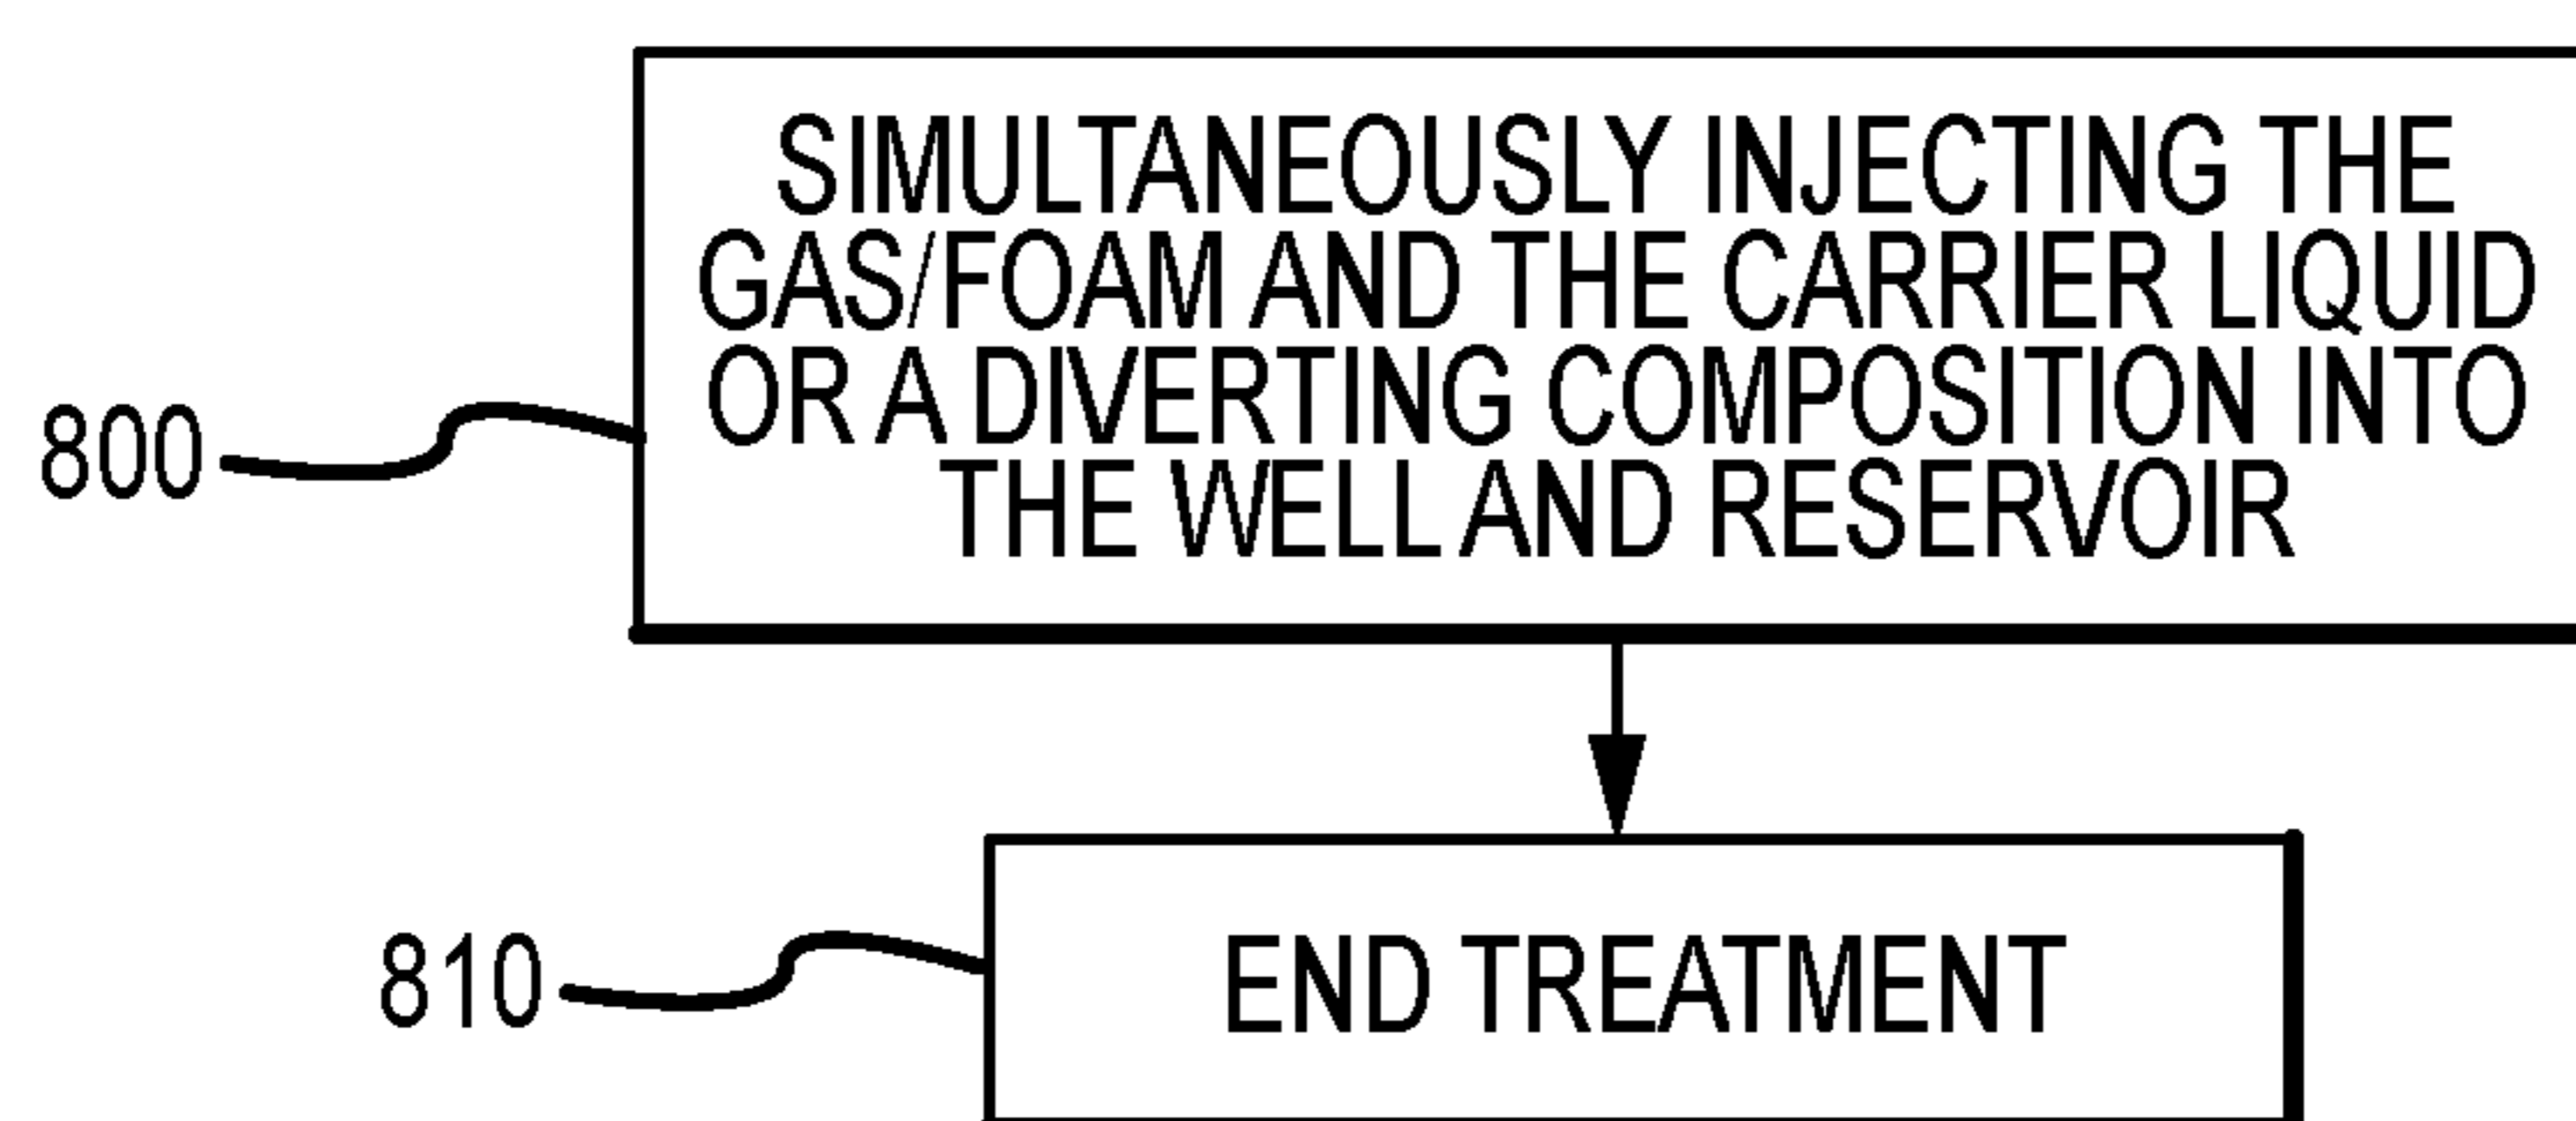 SIMULTANEOUSLY INJECTING THE
GAS/FOAM AND THE CARRIER LIQUID
OR A DIVERTING COMPOSITION INTO
THE WELL AND RESERVOIR
800
810
END TREATMENT